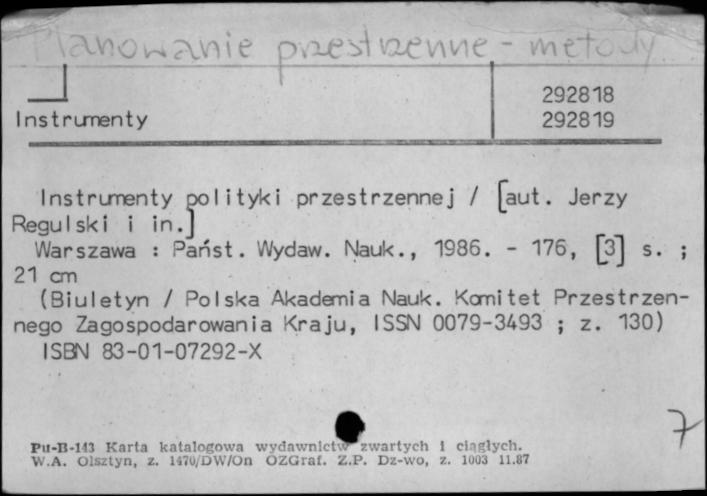 Planowanie przestrzenne - metody
292818
Instrumenty 292819
Instrumenty polityki przestrzennej / [aut. Jerzy
Regulski i in.]
Warszawa : Państ. Wydaw. Nauk., 1986. - 176, [3] s. ;
21 cm
(Biuletyn / Polska Akademia Nauk. Komitet Przestrzen-
nego Zagospodarowania Kraju, ISSN 0079-3493 ; z. 130)
ISBN 83-01-07292-X
7
Pu-B-143 Karta katalogowa wydawnictw zwartych i ciągłych.
W.A. Olsztyn, z. 1470/DW/On OZGraf. Z.P. Dz-wo, z. 1003 11.87